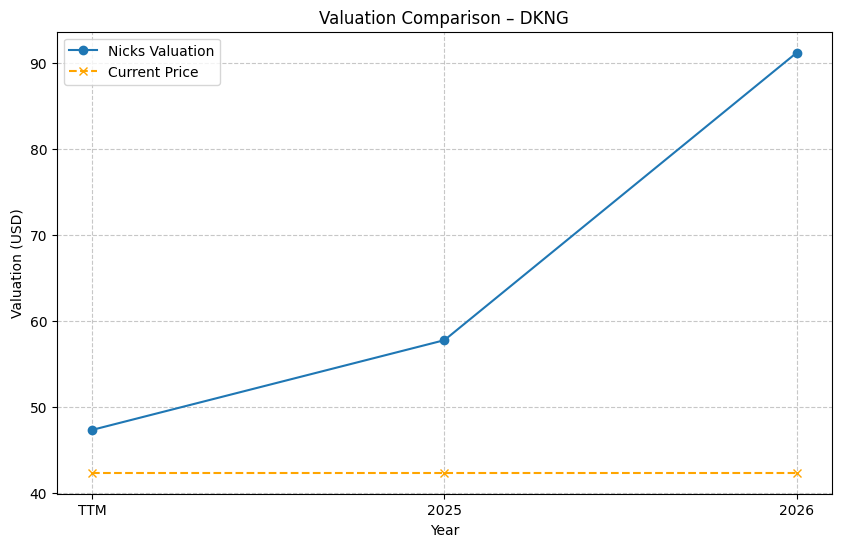 Valuation Comparison – DKNG
Nicks Valuation
Current Price
Valuation (USD)
90
80
70
60
50
40
TTM
2025
2026
Year